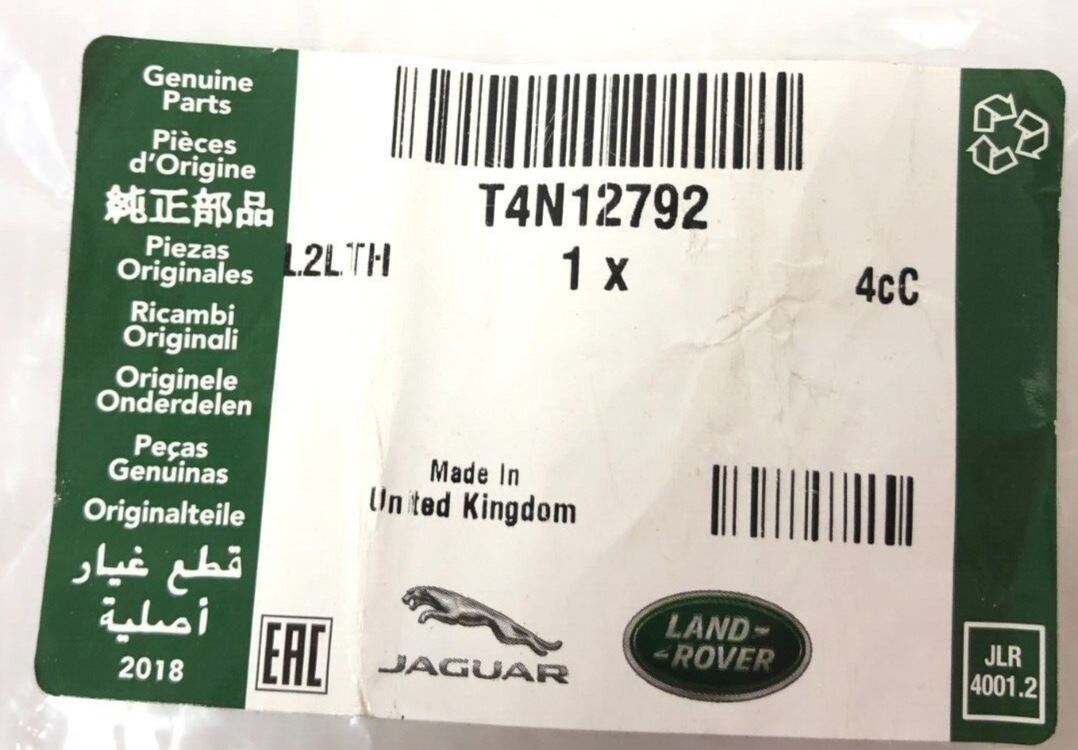 Genuine
Parts
Pièces
d'Origine
純正部品
Piezas
Originales
Ricambi
Originali
Originele
Onderdelen
Peças
Genuinas
Originalteile
قطع غيار
أصلية
2018
T4N12792
L2LTH
1 x
4cC
Made In
United Kingdom
EAC
JAGUAR
LAND-
-ROVER
JLR
4001.2